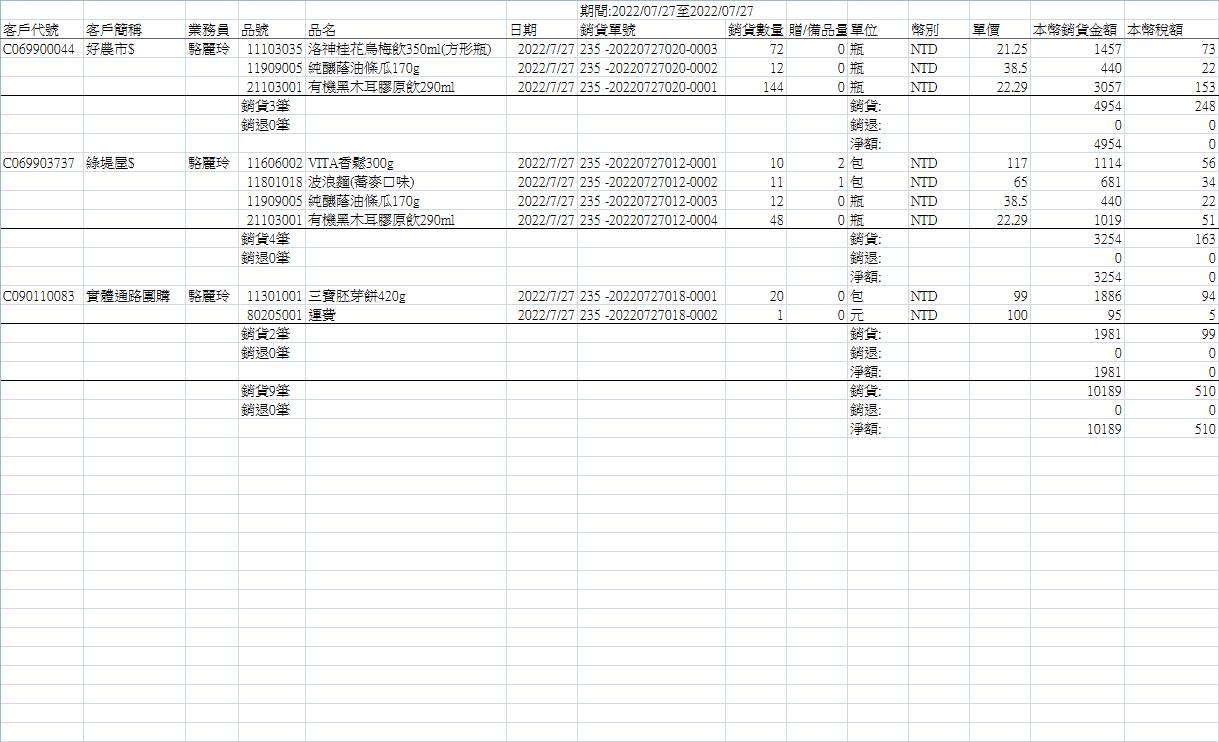 期間:2022/07/27至2022/07/27
客戶代號 客戶簡稱 業務員 品號 品名 日期 銷貨單號 銷貨數量 贈/備品量 單位 幣別 單價 本幣銷貨金額 本幣稅額
C069900044 好農市$ 駱麗玲 11103035 洛神桂花烏梅飲350ml(方形瓶) 2022/7/27 235 -20220727020-0003 72 0 瓶 NTD 21.25 1457 73
11909005 純釀蔭油條瓜170g 2022/7/27 235 -20220727020-0002 12 0 瓶 NTD 38.5 440 22
21103001 有機黑木耳膠原飲290ml 2022/7/27 235 -20220727020-0001 144 0 瓶 NTD 22.29 3057 153
銷貨3筆 銷貨: 4954 248
銷退0筆 銷退: 0 0
淨額: 4954 0
C069903737 綠堤屋$ 駱麗玲 11606002 VITA香鬆300g 2022/7/27 235 -20220727012-0001 10 2 包 NTD 117 1114 56
11801018 波浪麵(蕎麥口味) 2022/7/27 235 -20220727012-0002 11 1 包 NTD 65 681 34
11909005 純釀蔭油條瓜170g 2022/7/27 235 -20220727012-0003 12 0 瓶 NTD 38.5 440 22
21103001 有機黑木耳膠原飲290ml 2022/7/27 235 -20220727012-0004 48 0 瓶 NTD 22.29 1019 51
銷貨4筆 銷貨: 3254 163
銷退0筆 銷退: 0 0
淨額: 3254 0
C090110083 實體通路團購 駱麗玲 11301001 三寶胚芽餅420g 2022/7/27 235 -20220727018-0001 20 0 包 NTD 99 1886 94
80205001 運費 2022/7/27 235 -20220727018-0002 1 0 元 NTD 100 95 5
銷貨2筆 銷貨: 1981 99
銷退0筆 銷退: 0 0
淨額: 1981 0
銷貨9筆 銷貨: 10189 510
銷退0筆 銷退: 0 0
淨額: 10189 510